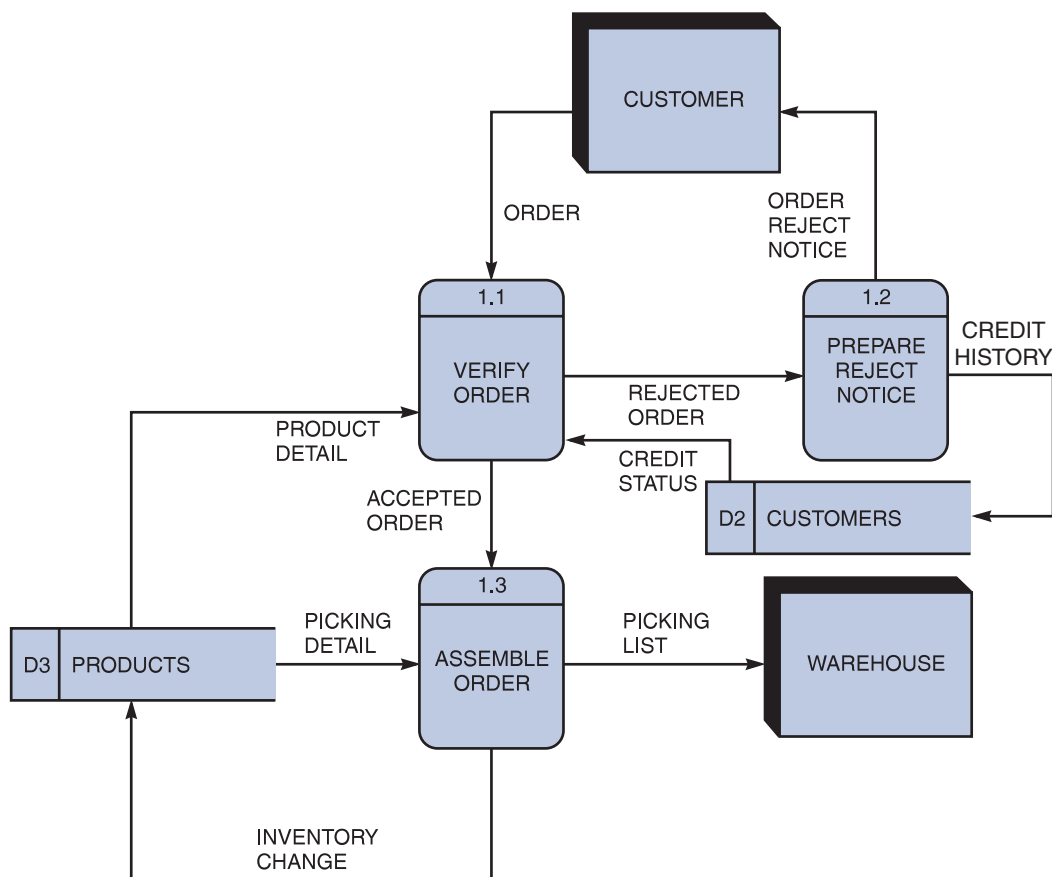 CUSTOMER
ORDER
ORDER
REJECT
NOTICE
1.1
VERIFY
ORDER
1.2
PREPARE
REJECT
NOTICE
CREDIT
HISTORY
REJECTED
ORDER
PRODUCT
DETAIL
CREDIT
STATUS
ACCEPTED
ORDER
D2
CUSTOMERS
1.3
ASSEMBLE
ORDER
PICKING
DETAIL
PICKING
LIST
D3
PRODUCTS
WAREHOUSE
INVENTORY
CHANGE